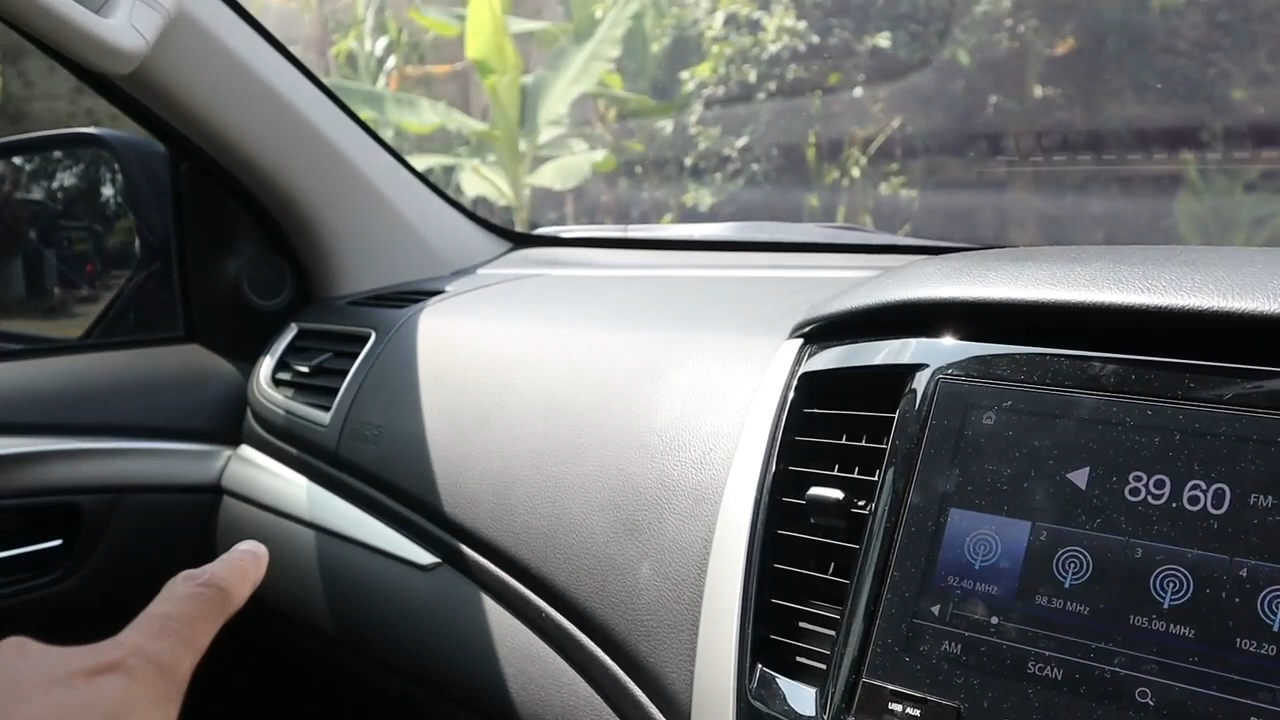 89.60 FM
2
3
4
92.40 MHz
98.30 MHz
105.00 MHz
102.20
AM
SCAN
USB AUX